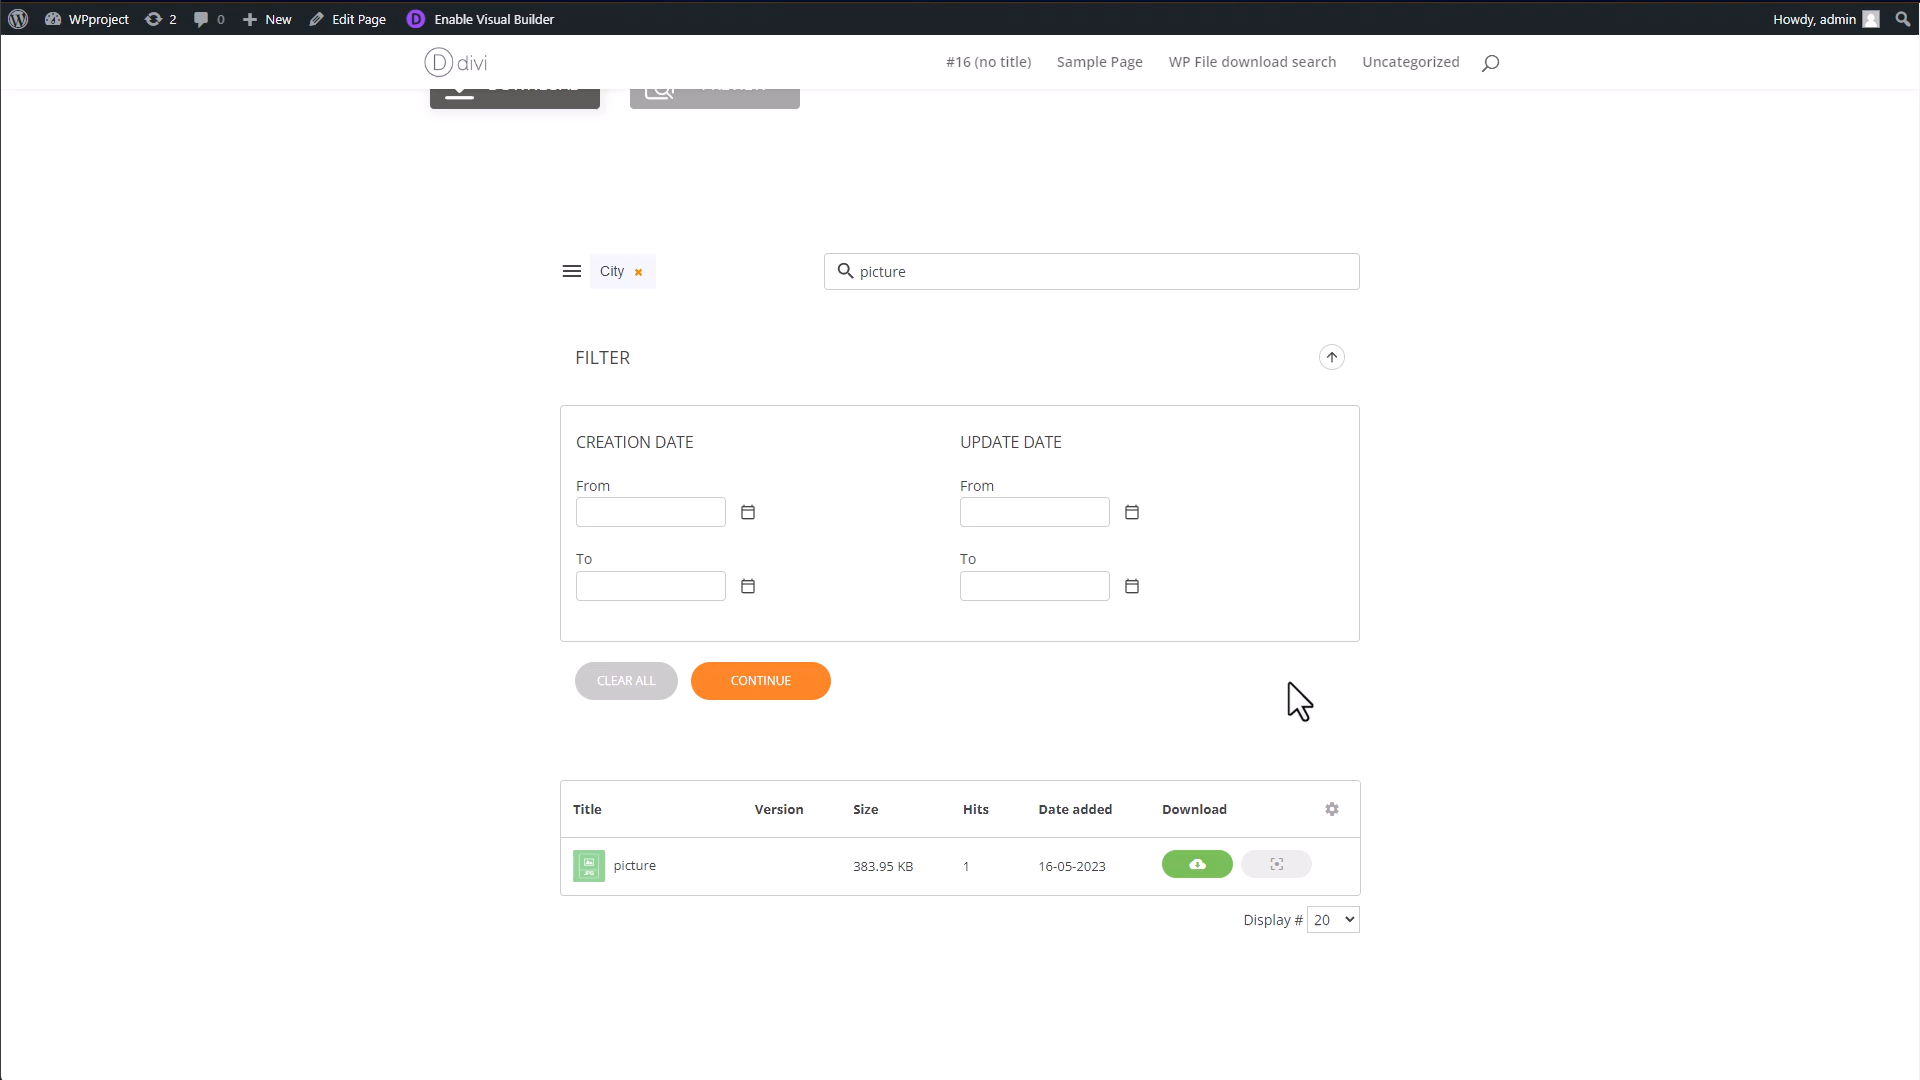 WPproject 2 0 New Edit Page D Enable Visual Builder Howdy, admin
D divi #16 (no title) Sample Page WP File download search Uncategorized
City picture
FILTER
CREATION DATE UPDATE DATE
From From
To To
CLEAR ALL CONTINUE
Title Version Size Hits Date added Download
JPG picture 383.95 KB 1 16-05-2023
Display # 20